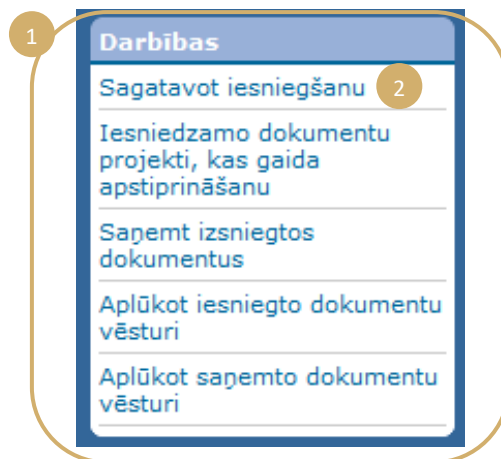 1
Darbības
Sagatavot iesniegšanu 2
Iesniedzamo dokumentu
projekti, kas gaida
apstiprināšanu
Saņemt izsniegtos
dokumentus
Aplūkot iesniegto dokumentu
vēsturi
Aplūkot saņemto dokumentu
vēsturi